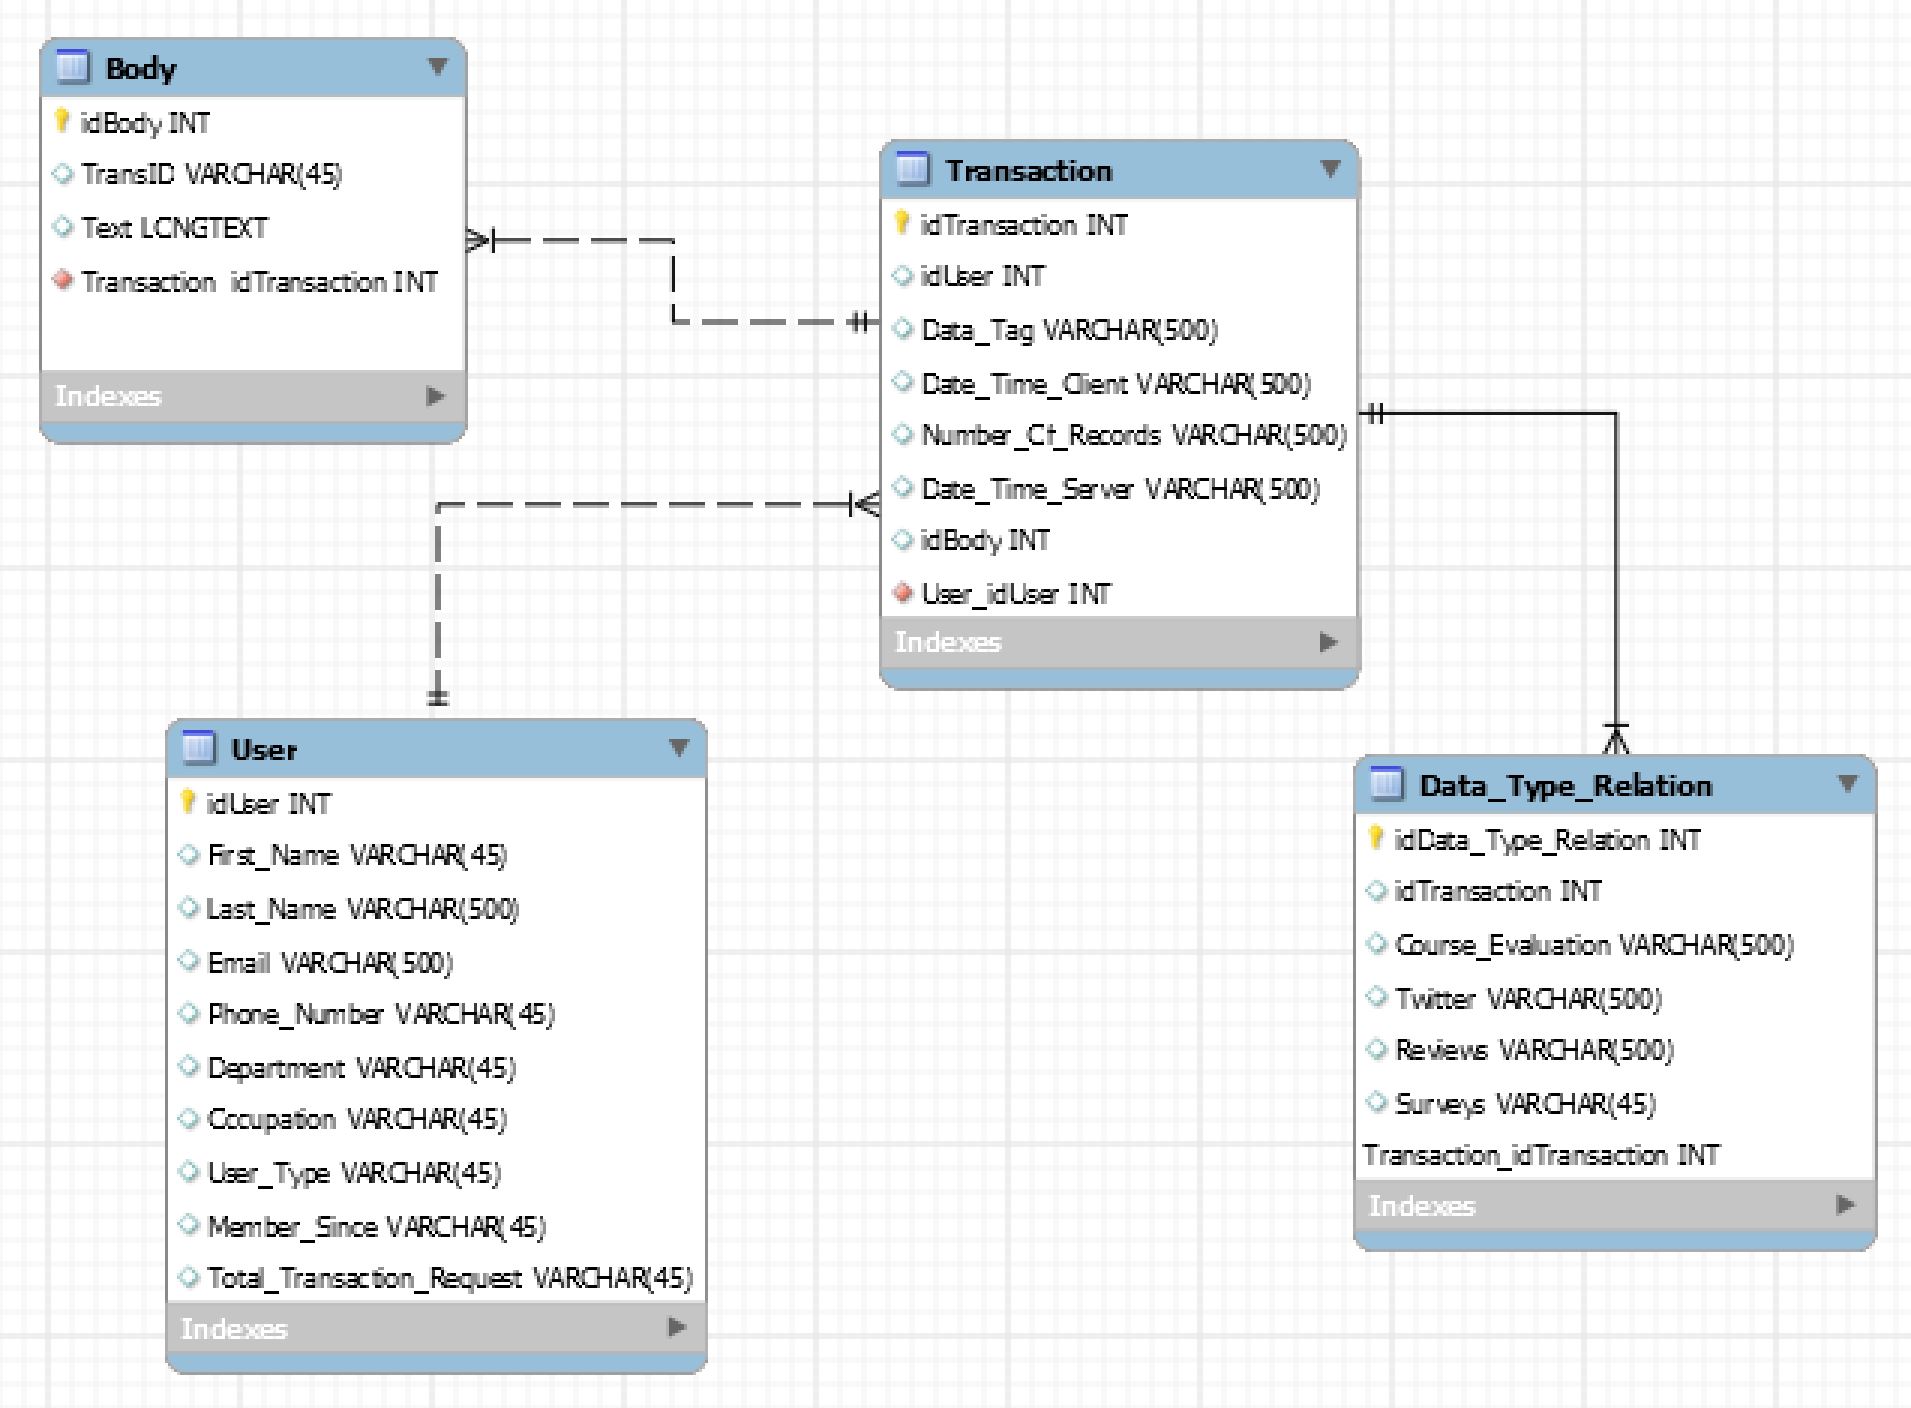 Body
idBody INT
TransID VARCHAR(45)
Text LONGTEXT
Transaction_idTransaction INT
Indexes
Transaction
idTransaction INT
idUser INT
Data_Tag VARCHAR(500)
Date_Time_Client VARCHAR(500)
Number_Of_Records VARCHAR(500)
Date_Time_Server VARCHAR(500)
idBody INT
User_idUser INT
Indexes
User
idUser INT
First_Name VARCHAR(45)
Last_Name VARCHAR(500)
Email VARCHAR(500)
Phone_Number VARCHAR(45)
Department VARCHAR(45)
Occupation VARCHAR(45)
User_Type VARCHAR(45)
Member_Since VARCHAR(45)
Total_Transaction_Request VARCHAR(45)
Indexes
Data_Type_Relation
idData_Type_Relation INT
idTransaction INT
Course_Evaluation VARCHAR(500)
Twitter VARCHAR(500)
Reviews VARCHAR(500)
Surveys VARCHAR(45)
Transaction_idTransaction INT
Indexes